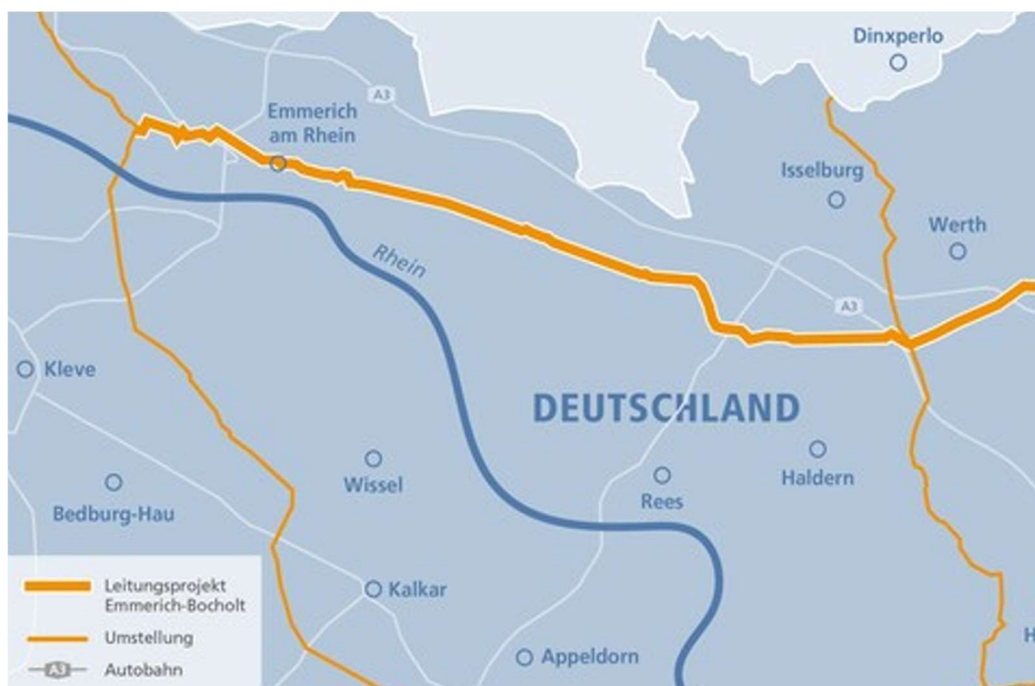 Dinxperlo
A3
Emmerich
am Rhein
Isselburg
Werth
Rhein
A3
Kleve
DEUTSCHLAND
Wissel
Haldern
Rees
Bedburg-Hau
Kalkar
Appeldorn
H
Leitungsprojekt
Emmerich-Bocholt
Umstellung
A3
Autobahn